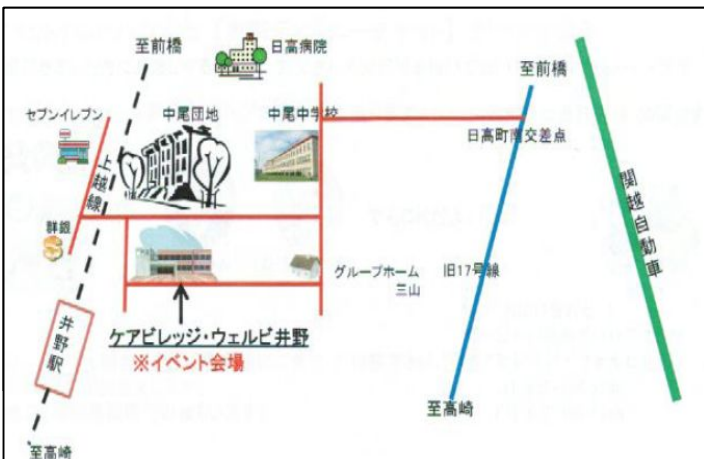 至前橋
日高病院
至前橋
セブンイレブン
中尾団地
中尾中学校
日高町南交差点
上越線
関越自動車
群銀
グループホーム
三山
旧17号線
井野駅
ケアビレッジ・ウェルビ井野
※イベント会場
至高崎
至高崎